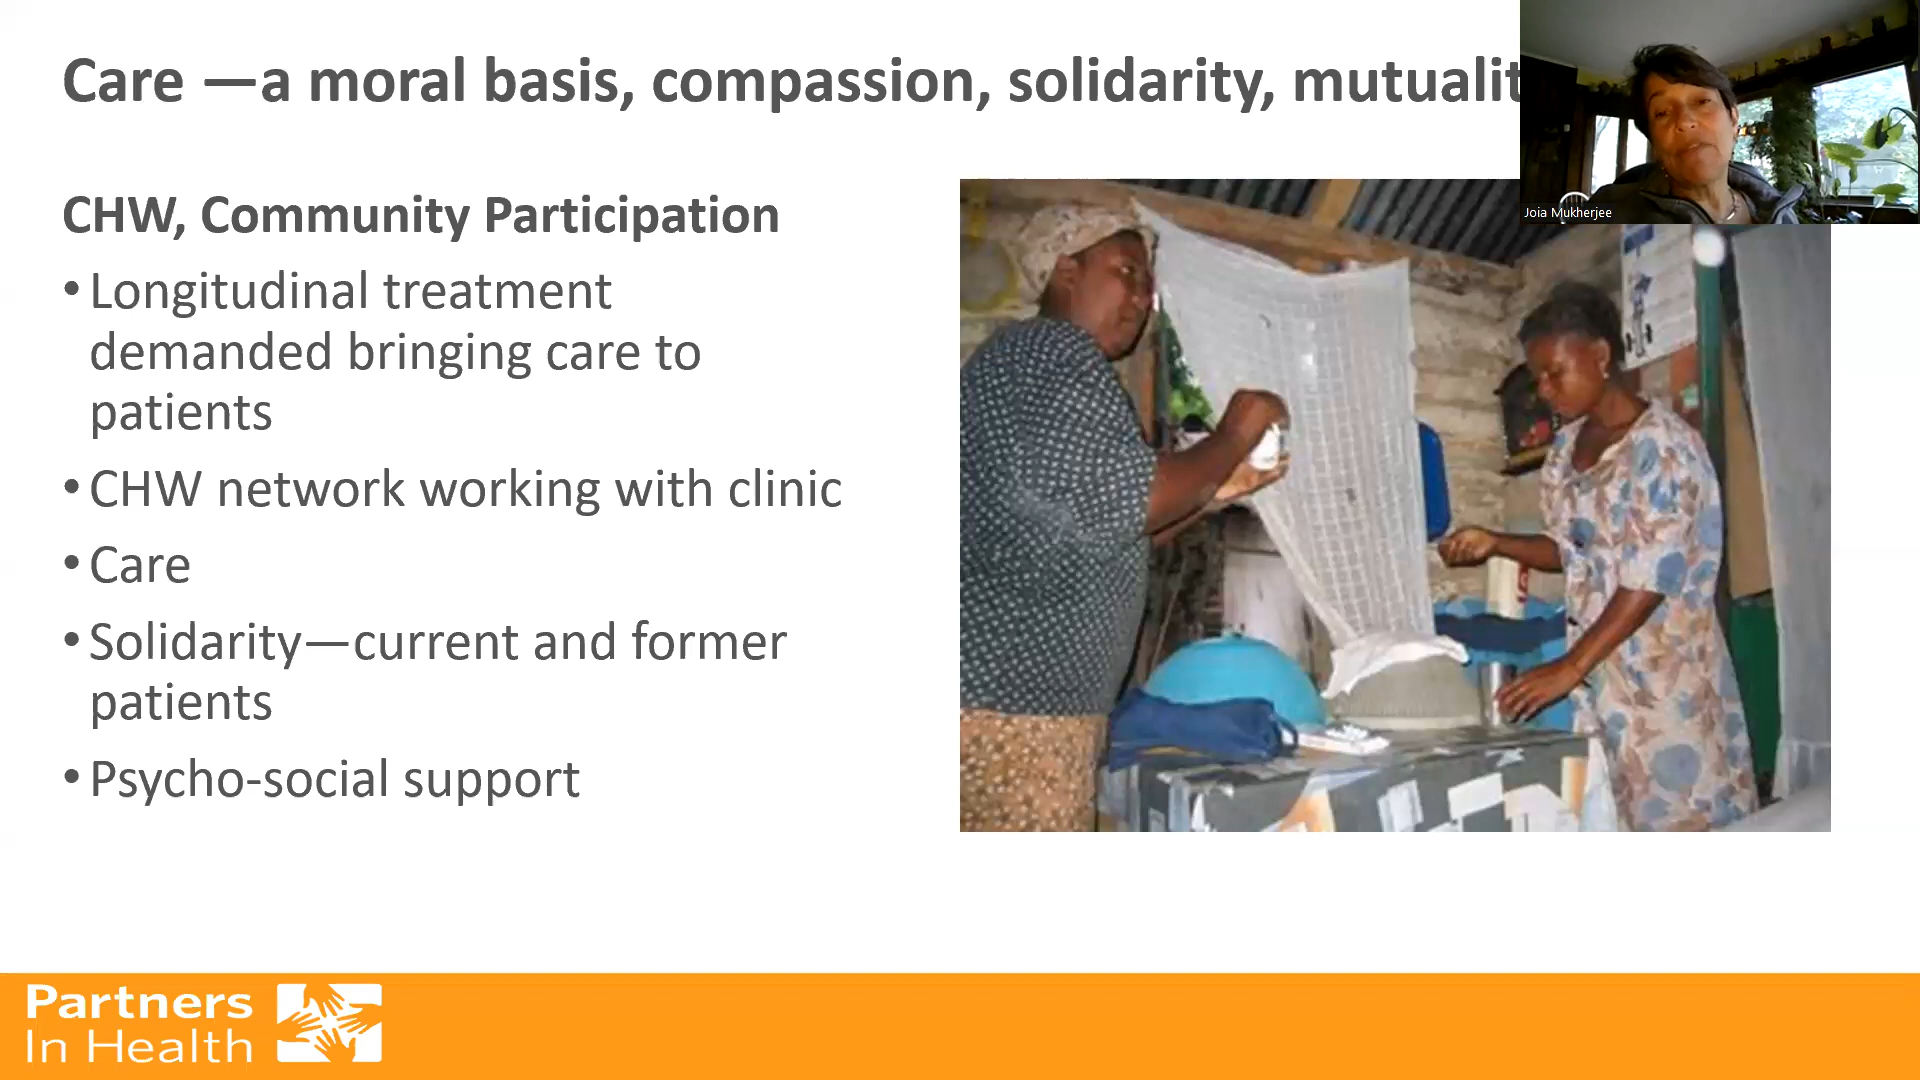 Care —a moral basis, compassion, solidarity,
Joia Mukherjee
CHW, Community Participation
•Longitudinal treatment
demanded bringing care to
patients
•CHW network working with clinic
•Care
•Solidarity—current and former
patients
•Psycho-social support
Partners
In Health